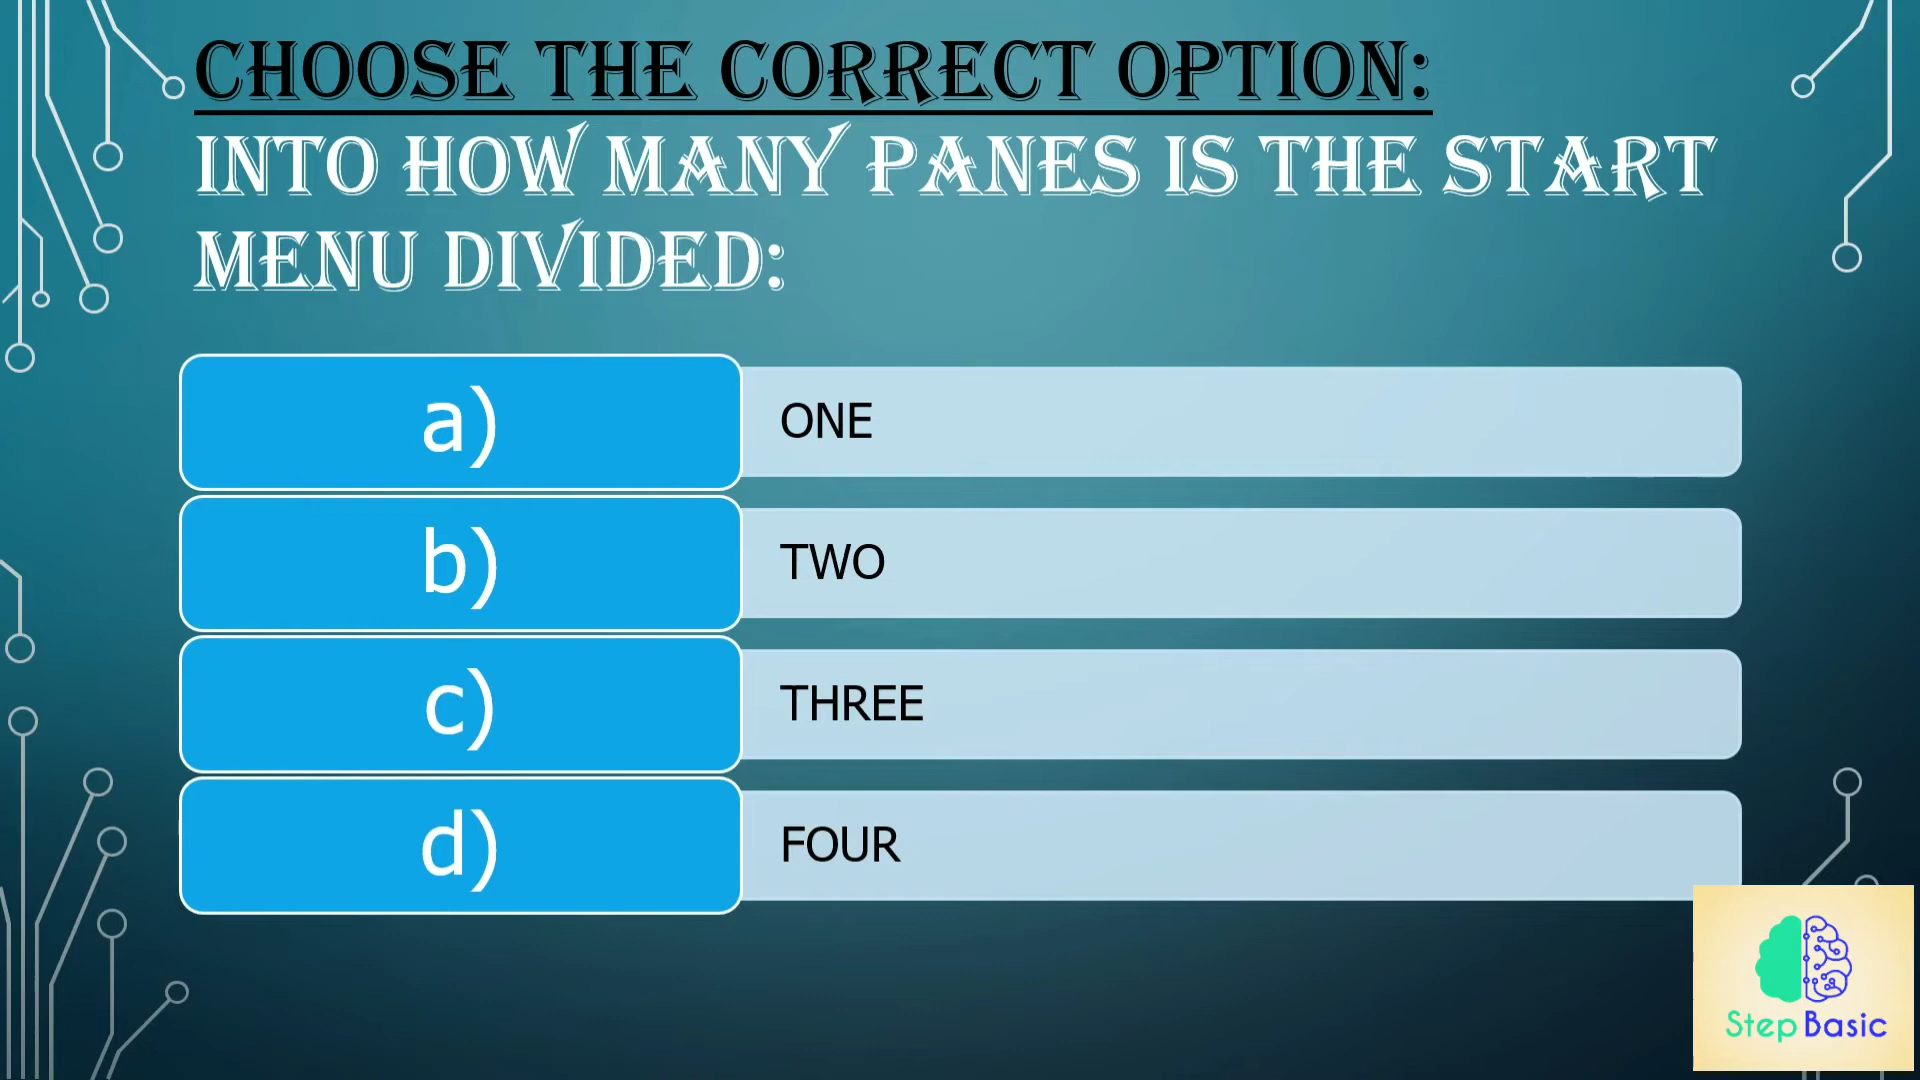 CHOOSE THE CORRECT OPTION:
INTO HOW MANY PANES IS THE START
MENU DIVIDED:
a) ONE
b) TWO
c) THREE
d) FOUR
Step Basic